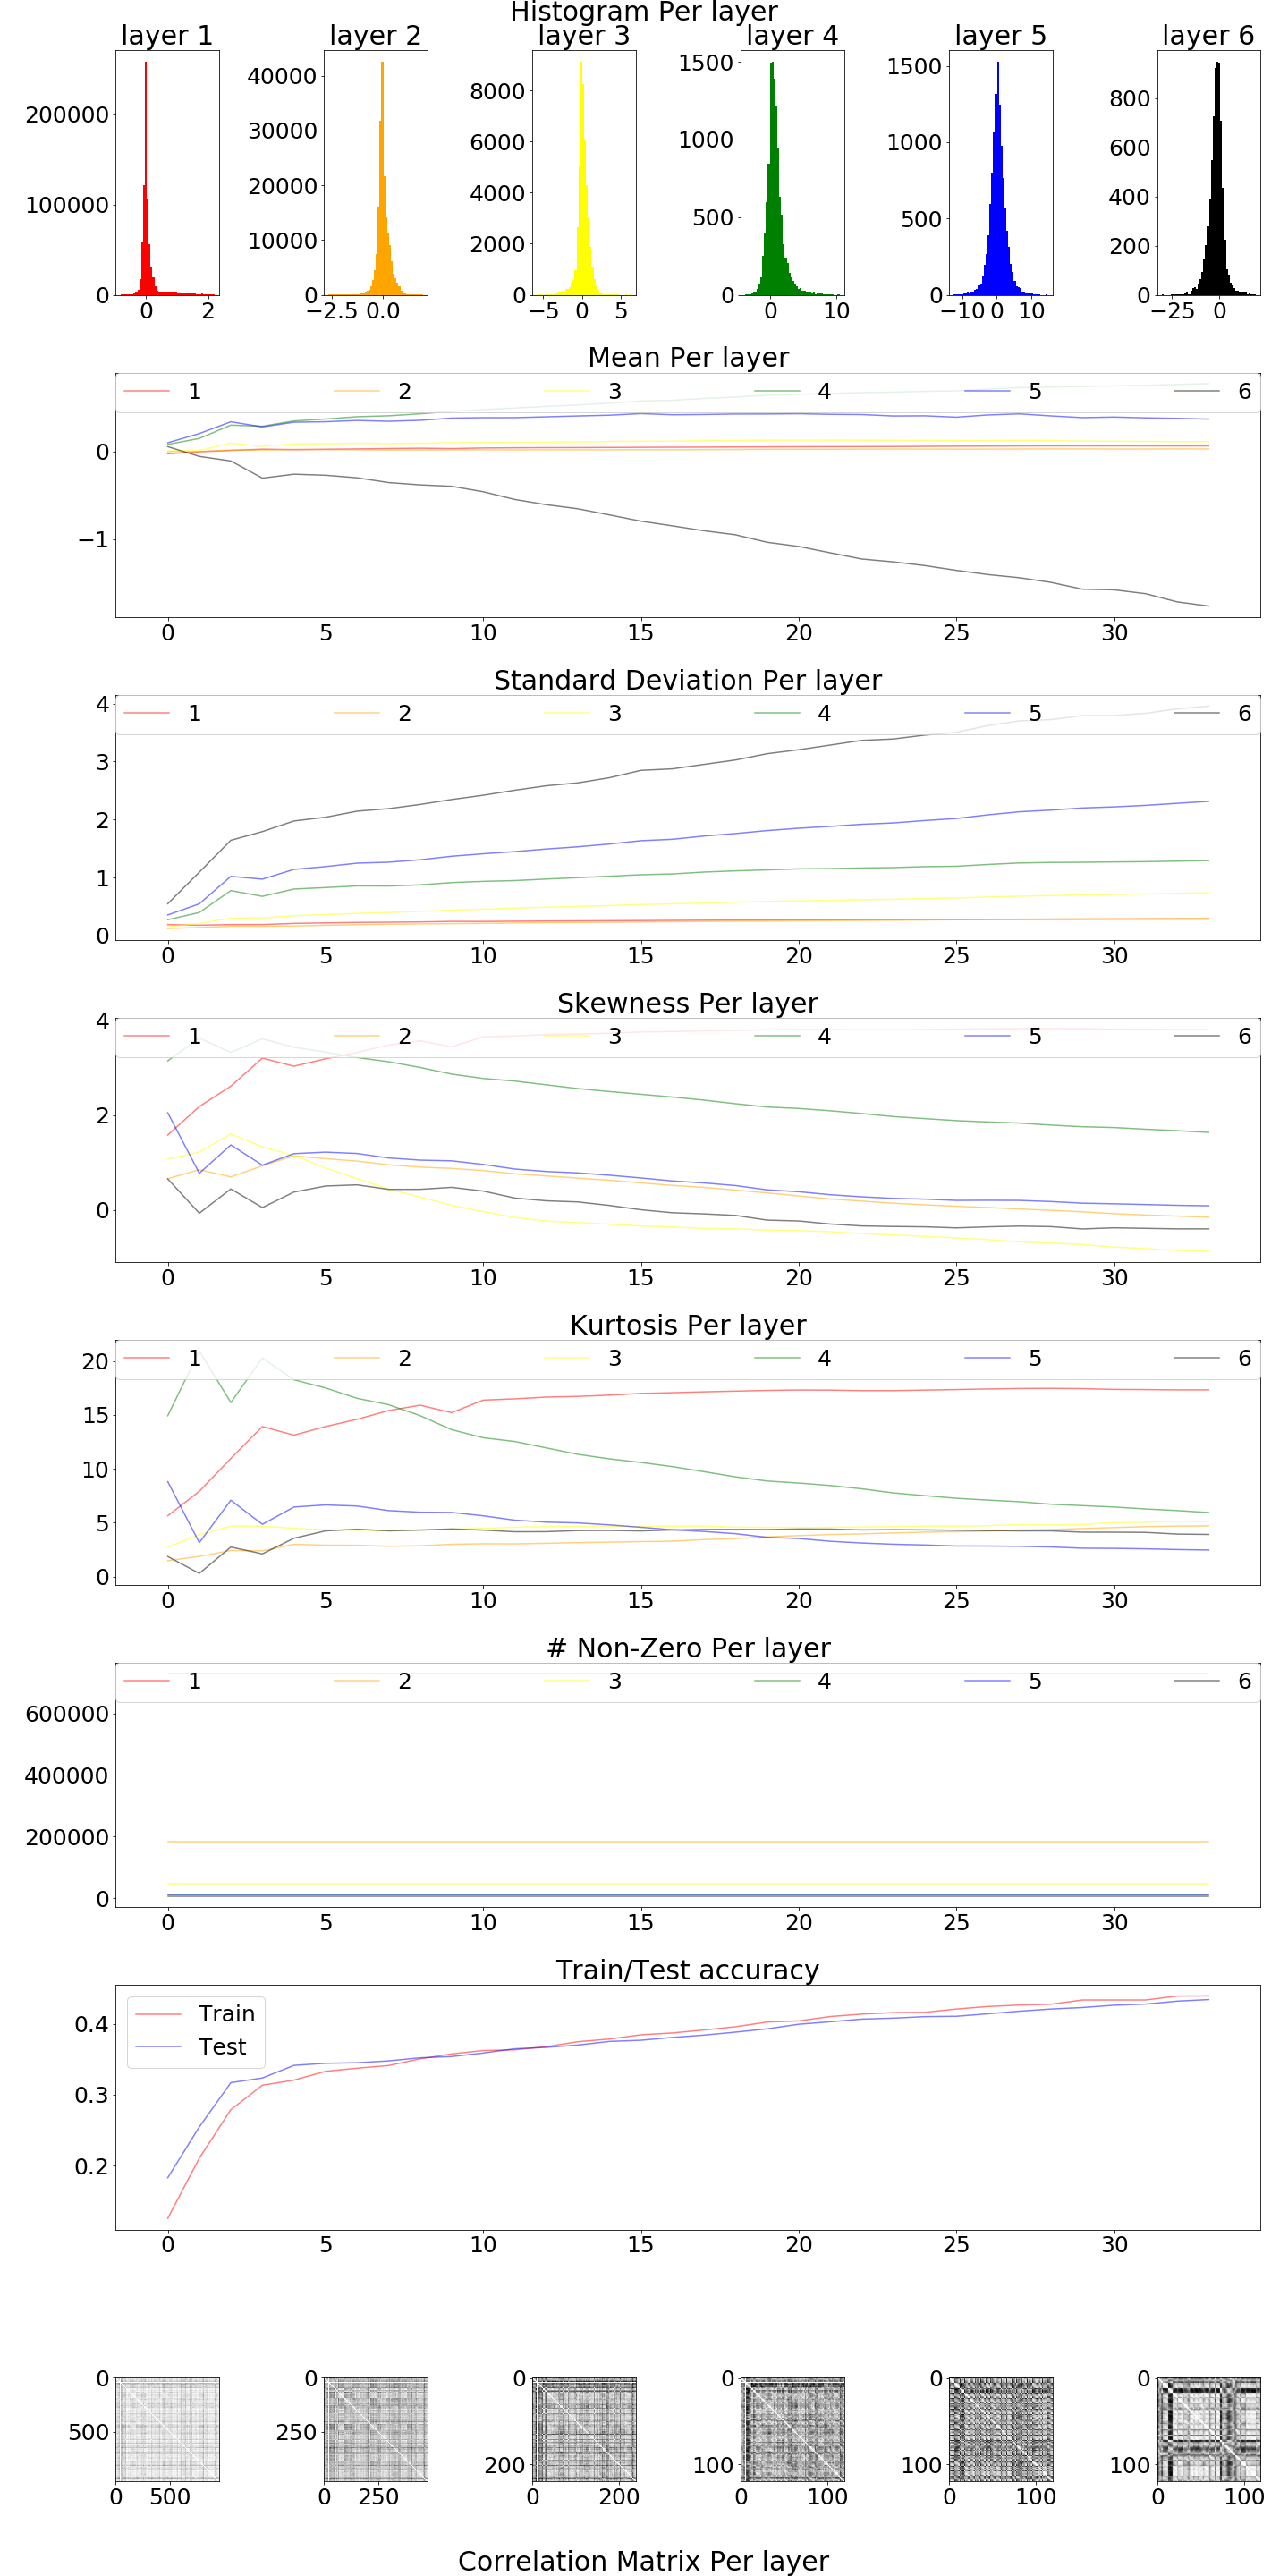 Histogram Per layer
layer 1 layer 2 layer 3 layer 4 layer 5 layer 6
200000
100000
0
0 2
40000
30000
20000
10000
0
−2.5 0.0
8000
6000
4000
2000
0
−5 0 5
1500
1000
500
0
0 10
1500
1000
500
0
−10 0 10
800
600
400
200
0
−25 0
Mean Per layer
1 2 3 4 5 6
0
−1
0 5 10 15 20 25 30
Standard Deviation Per layer
1 2 3 4 5 6
4
3
2
1
0
0 5 10 15 20 25 30
Skewness Per layer
1 2 3 4 5 6
4
2
0
0 5 10 15 20 25 30
Kurtosis Per layer
1 2 3 4 5 6
20
15
10
5
0
0 5 10 15 20 25 30
# Non-Zero Per layer
1 2 3 4 5 6
600000
400000
200000
0
0 5 10 15 20 25 30
Train/Test accuracy
Train
Test
0.4
0.3
0.2
0 5 10 15 20 25 30
0
500
0 500
0
250
0 250
0
200
0 200
0
100
0 100
0
100
0 100
0
100
0 100
Correlation Matrix Per layer